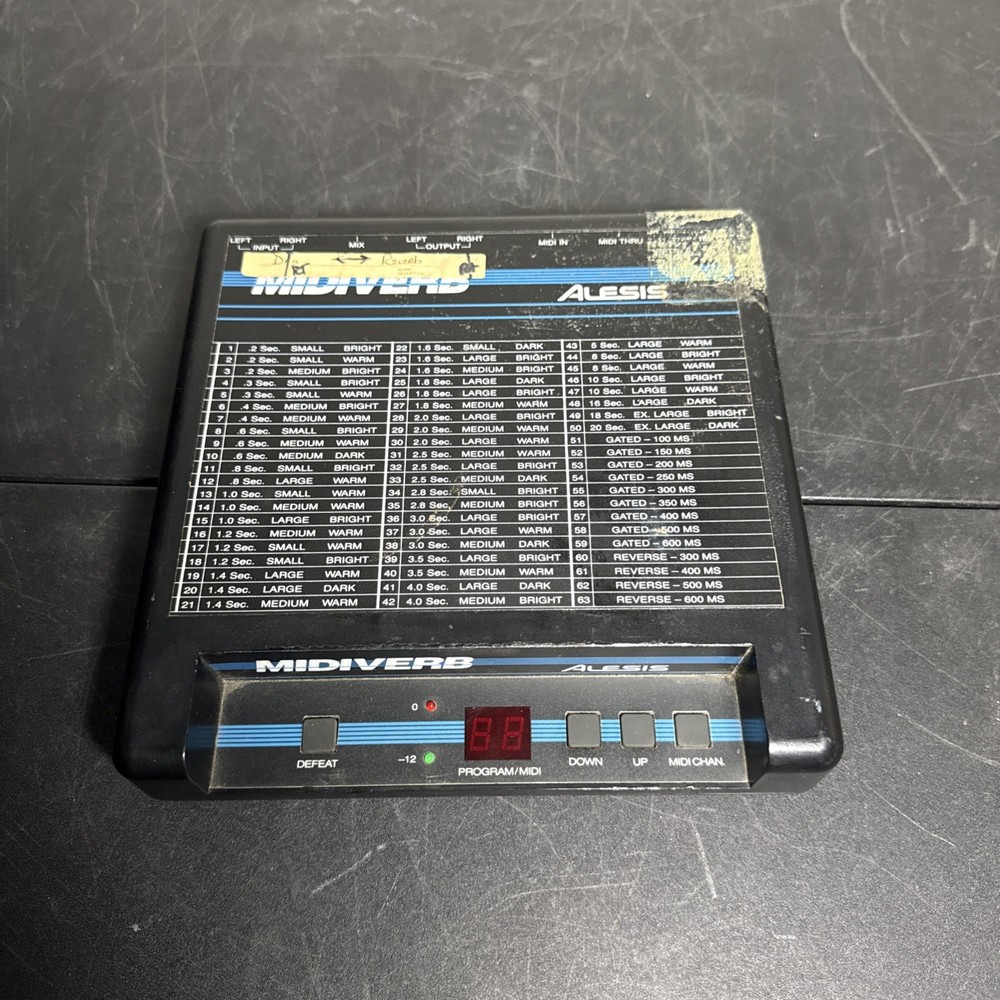 LEFT RIGHT MIX LEFT RIGHT MIDI IN MIDI THRU
INPUT OUTPUT
Reverb
MIDIVERB ALESIS
1 .2 Sec. SMALL BRIGHT 22 1.6 Sec. SMALL DARK 43 5 Sec. LARGE WARM
2 .2 Sec. SMALL WARM 23 1.6 Sec. LARGE BRIGHT 44 8 Sec. LARGE BRIGHT
3 .2 Sec. MEDIUM BRIGHT 24 1.6 Sec. MEDIUM BRIGHT 45 8 Sec. LARGE WARM
4 .3 Sec. SMALL BRIGHT 25 1.8 Sec. LARGE DARK 46 10 Sec. LARGE BRIGHT
5 .3 Sec. SMALL WARM 26 1.8 Sec. LARGE BRIGHT 47 10 Sec. LARGE WARM
6 .4 Sec. MEDIUM BRIGHT 27 1.8 Sec. MEDIUM WARM 48 16 Sec. LARGE DARK
7 .4 Sec. MEDIUM WARM 28 2.0 Sec. LARGE BRIGHT 49 18 Sec. EX. LARGE BRIGHT
8 .6 Sec. SMALL BRIGHT 29 2.0 Sec. MEDIUM WARM 50 20 Sec. EX. LARGE DARK
9 .6 Sec. MEDIUM WARM 30 2.0 Sec. LARGE WARM 51 GATED – 100 MS
10 .6 Sec. MEDIUM DARK 31 2.5 Sec. MEDIUM WARM 52 GATED – 150 MS
11 .8 Sec. SMALL BRIGHT 32 2.5 Sec. LARGE BRIGHT 53 GATED – 200 MS
12 .8 Sec. LARGE WARM 33 2.5 Sec. MEDIUM DARK 54 GATED – 250 MS
13 1.0 Sec. SMALL WARM 34 2.8 Sec. SMALL BRIGHT 55 GATED – 300 MS
14 1.0 Sec. MEDIUM WARM 35 2.8 Sec. MEDIUM BRIGHT 56 GATED – 350 MS
15 1.0 Sec. LARGE BRIGHT 36 3.0 Sec. LARGE BRIGHT 57 GATED – 400 MS
16 1.2 Sec. MEDIUM BRIGHT 37 3.0 Sec. LARGE WARM 58 GATED – 500 MS
17 1.2 Sec. SMALL WARM 38 3.0 Sec. MEDIUM DARK 59 GATED – 600 MS
18 1.2 Sec. SMALL BRIGHT 39 3.5 Sec. LARGE BRIGHT 60 REVERSE – 300 MS
19 1.4 Sec. LARGE WARM 40 3.5 Sec. MEDIUM WARM 61 REVERSE – 400 MS
20 1.4 Sec. LARGE DARK 41 4.0 Sec. LARGE DARK 62 REVERSE – 500 MS
21 1.4 Sec. MEDIUM WARM 42 4.0 Sec. MEDIUM BRIGHT 63 REVERSE – 600 MS
MIDIVERB ALESIS
0
-12
DEFEAT PROGRAM/MIDI DOWN UP MIDI CHAN.